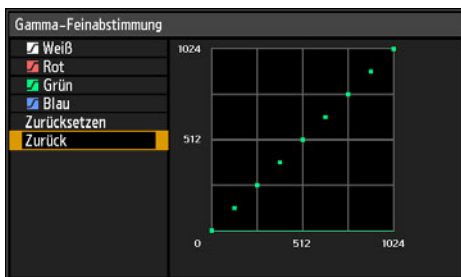 Gamma-Feinabstimmung
Weiß
Rot
Grün
Blau
Zurücksetzen
Zurück
1024
512
0 512 1024